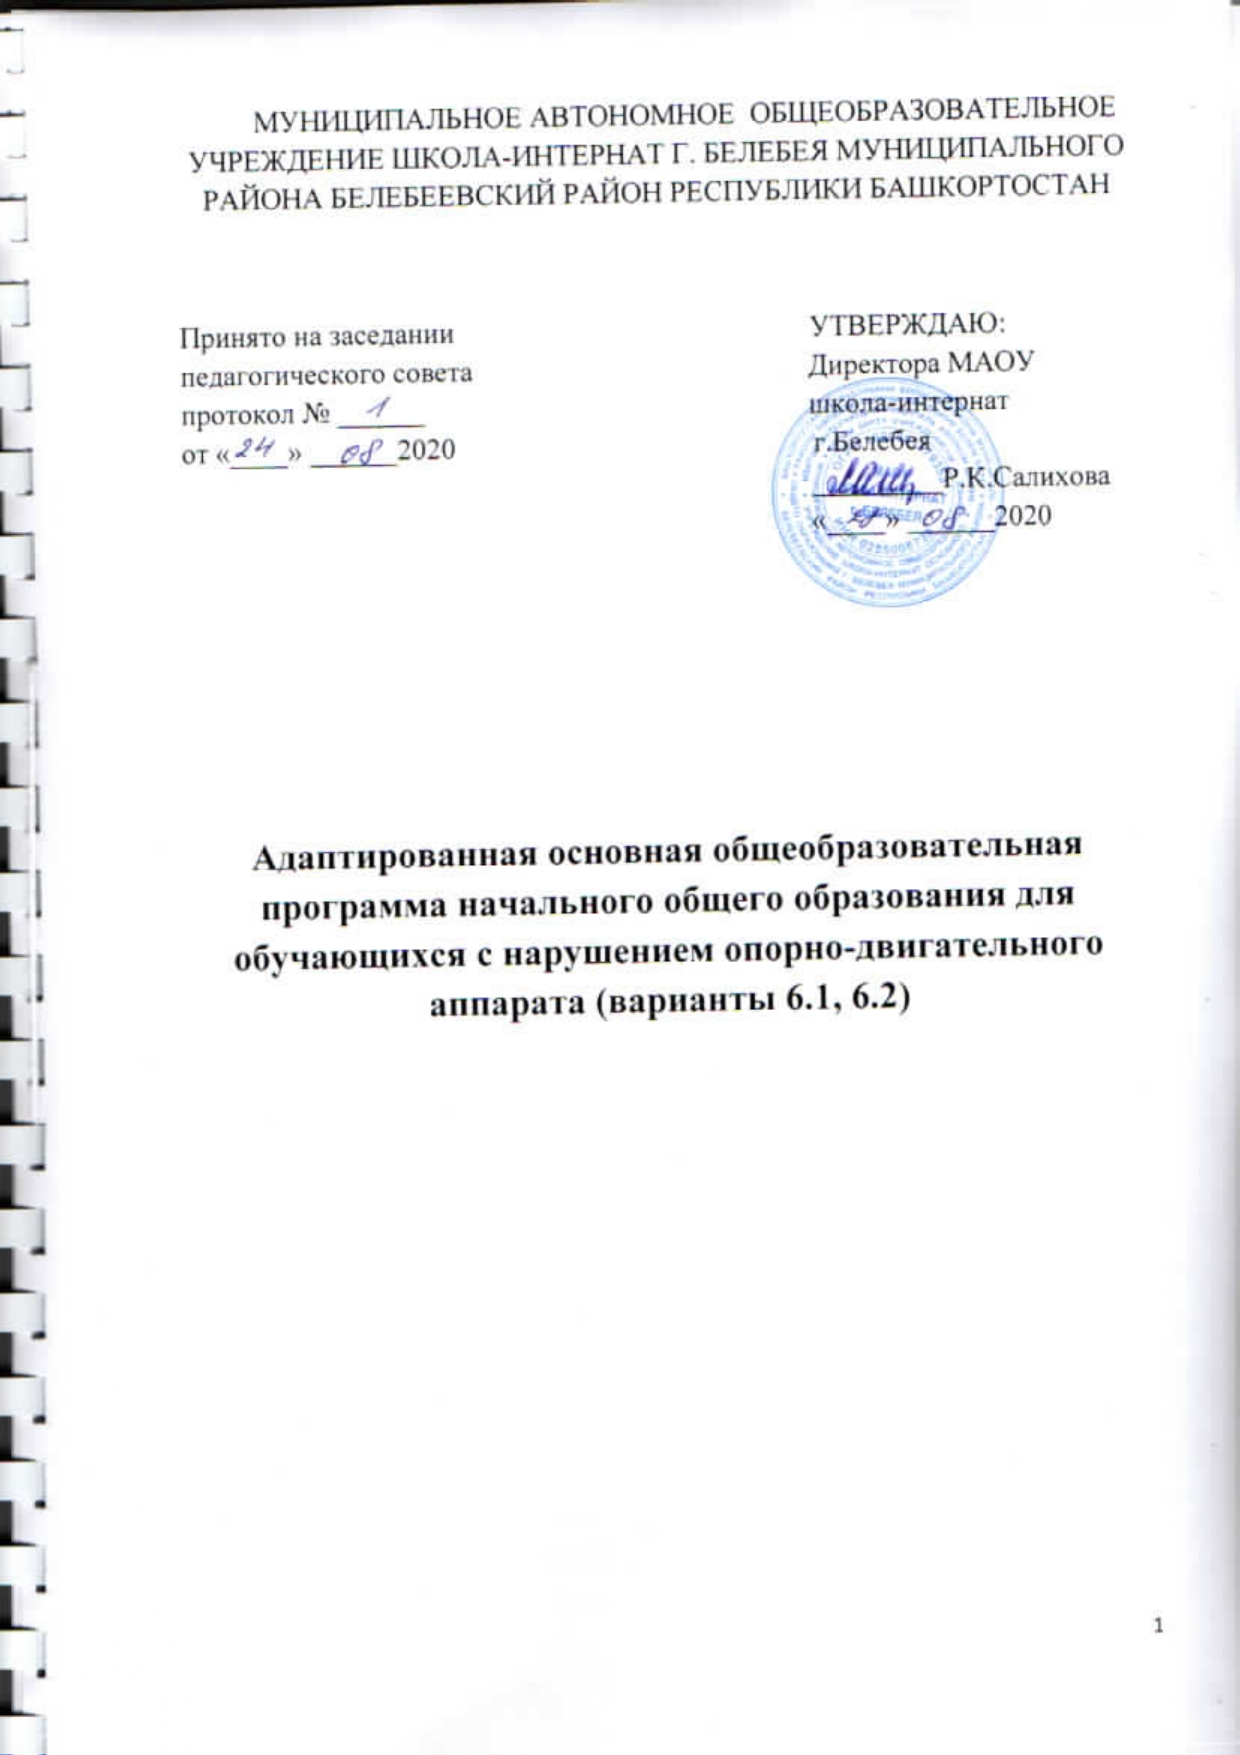 МУНИЦИПАЛЬНОЕ АВТОНОМНОЕ ОБЩЕОБРАЗОВАТЕЛЬНОЕ
УЧРЕЖДЕНИЕ ШКОЛА-ИНТЕРНАТ Г. БЕЛЕБЕЯ МУНИЦИПАЛЬНОГО
РАЙОНА БЕЛЕБЕЕВСКИЙ РАЙОН РЕСПУБЛИКИ БАШКОРТОСТАН
Принято на заседании
педагогического совета
протокол № 1
от «24» 08 2020
УТВЕРЖДАЮ:
Директора МАОУ
школа-интернат
г.Белебея
Р.К.Салихова
« » 08 2020
Адаптированная основная общеобразовательная
программа начального общего образования для
обучающихся с нарушением опорно-двигательного
аппарата (варианты 6.1, 6.2)
1